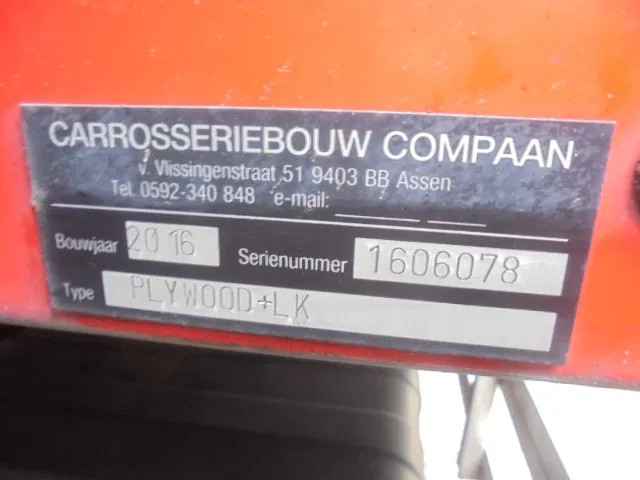 CARROSSERIEBOUW COMPAAN
v. Vlissingenstraat 51 9403 BB Assen
Tel. 0592-340 848 e-mail:
Bouwjaar 2016 Serienummer 1606078
Type PLYWOOD+LK